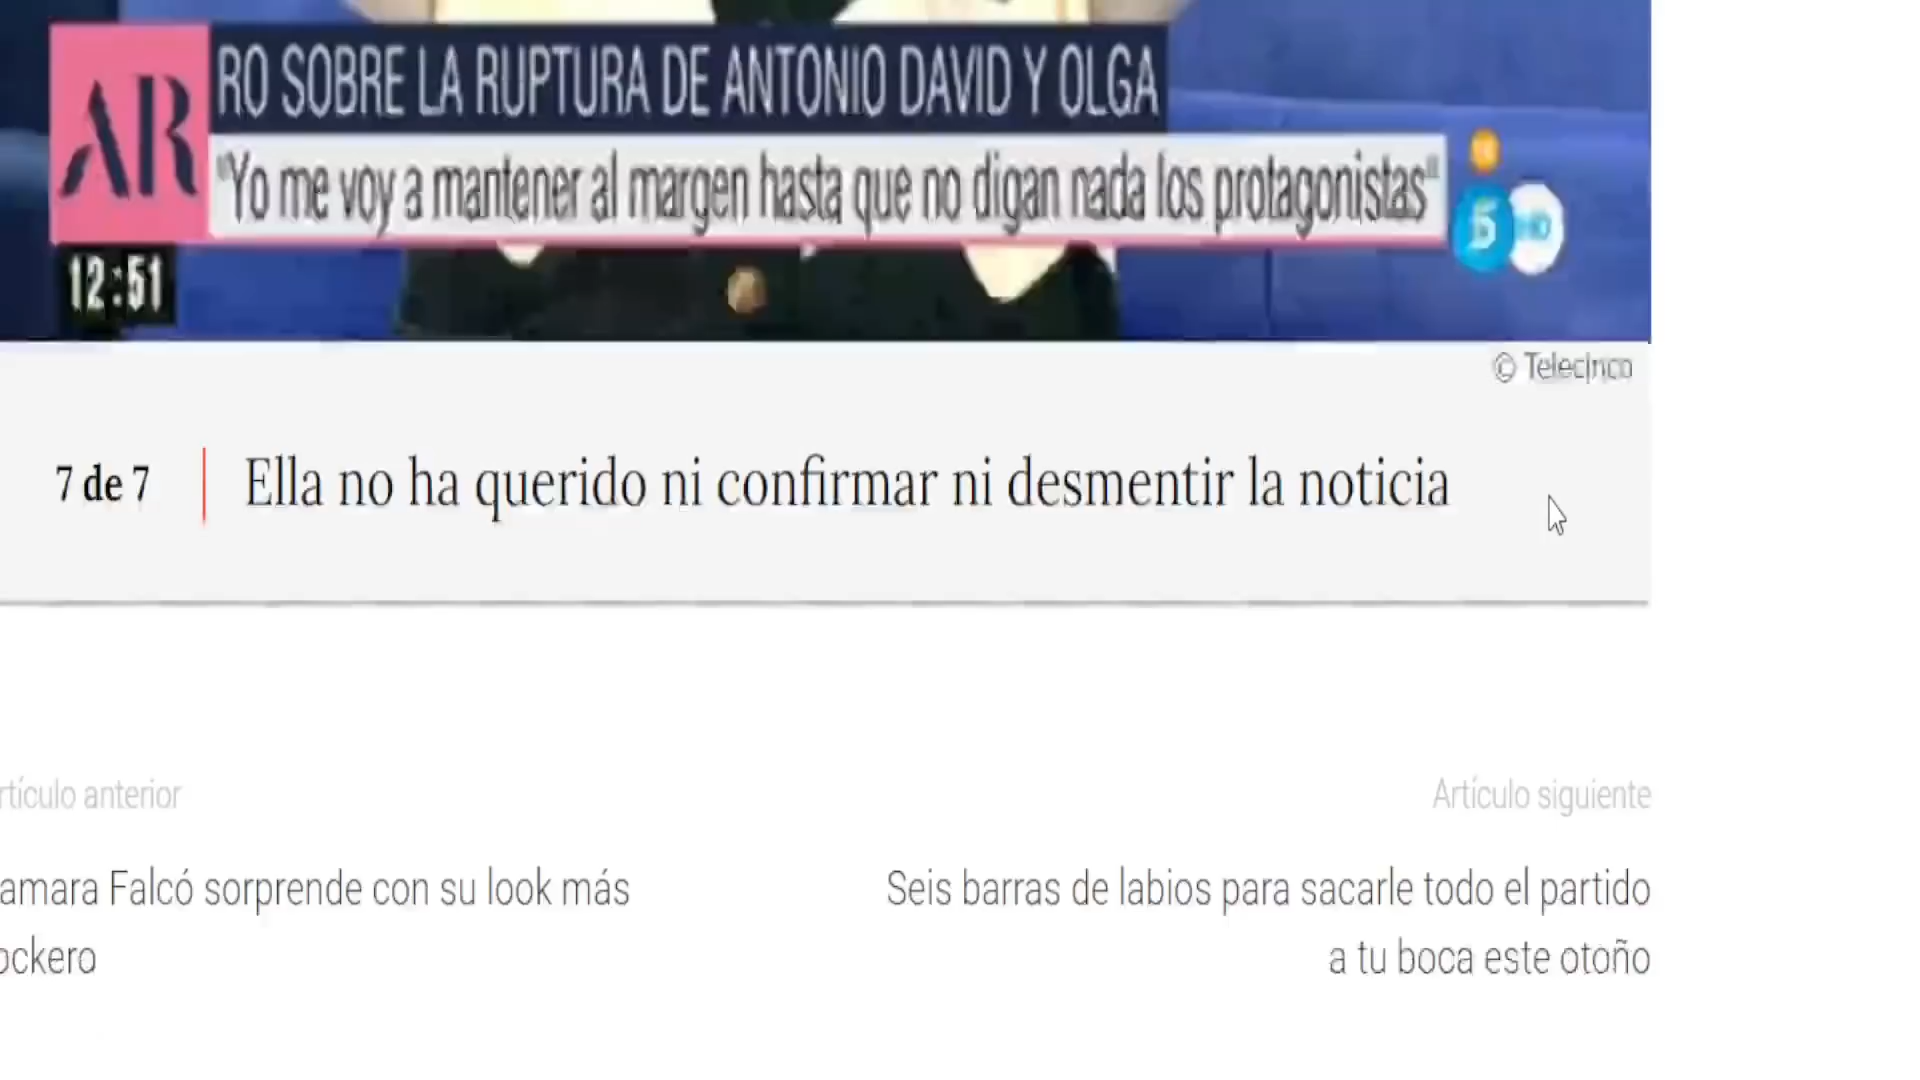 AR
RO SOBRE LA RUPTURA DE ANTONIO DAVID Y OLGA
"Yo me voy a mantener al margen hasta que no digan nada los protagonistas"
5 HD
12:51
© Telecinco
7 de 7
Ella no ha querido ni confirmar ni desmentir la noticia
rtículo anterior
Artículo siguiente
amara Falcó sorprende con su look más
ockero
Seis barras de labios para sacarle todo el partido
a tu boca este otoño